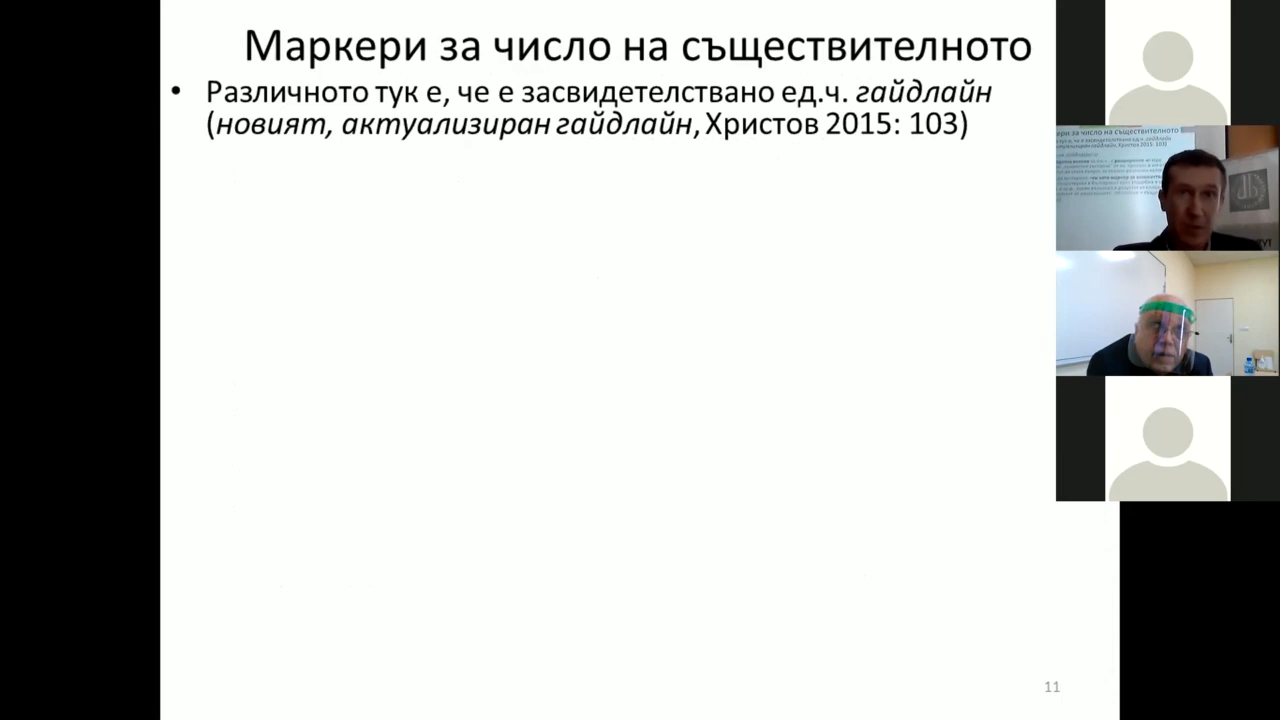 Маркери за число на съществителното
• Различното тук е, че е засвидетелствано ед.ч. гайдлайн
(новият, актуализиран гайдлайн, Христов 2015: 103)
11